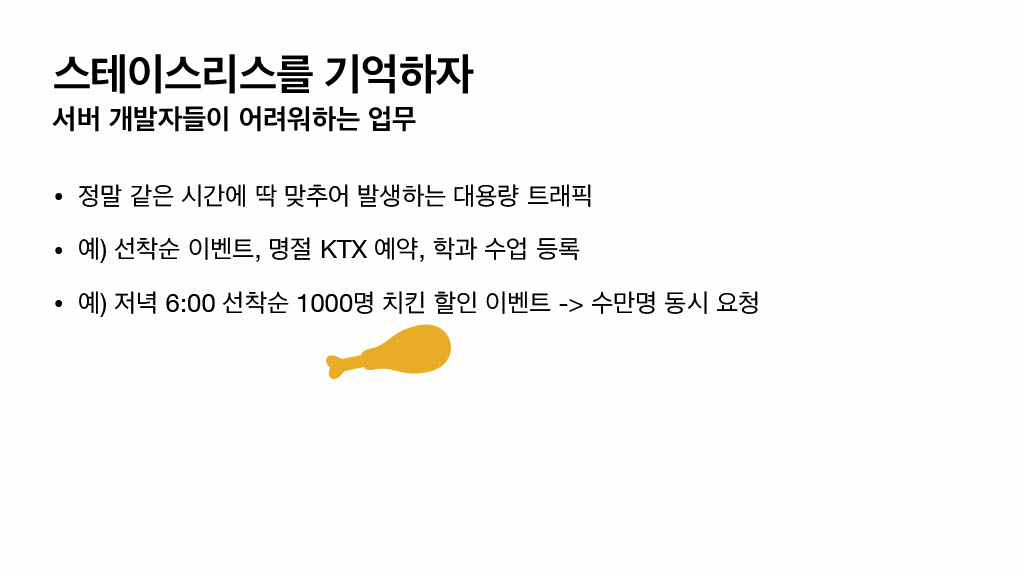 스테이스리스를 기억하자
서버 개발자들이 어려워하는 업무
• 정말 같은 시간에 딱 맞추어 발생하는 대용량 트래픽
• 예) 선착순 이벤트, 명절 KTX 예약, 학과 수업 등록
• 예) 저녁 6:00 선착순 1000명 치킨 할인 이벤트 -> 수만명 동시 요청